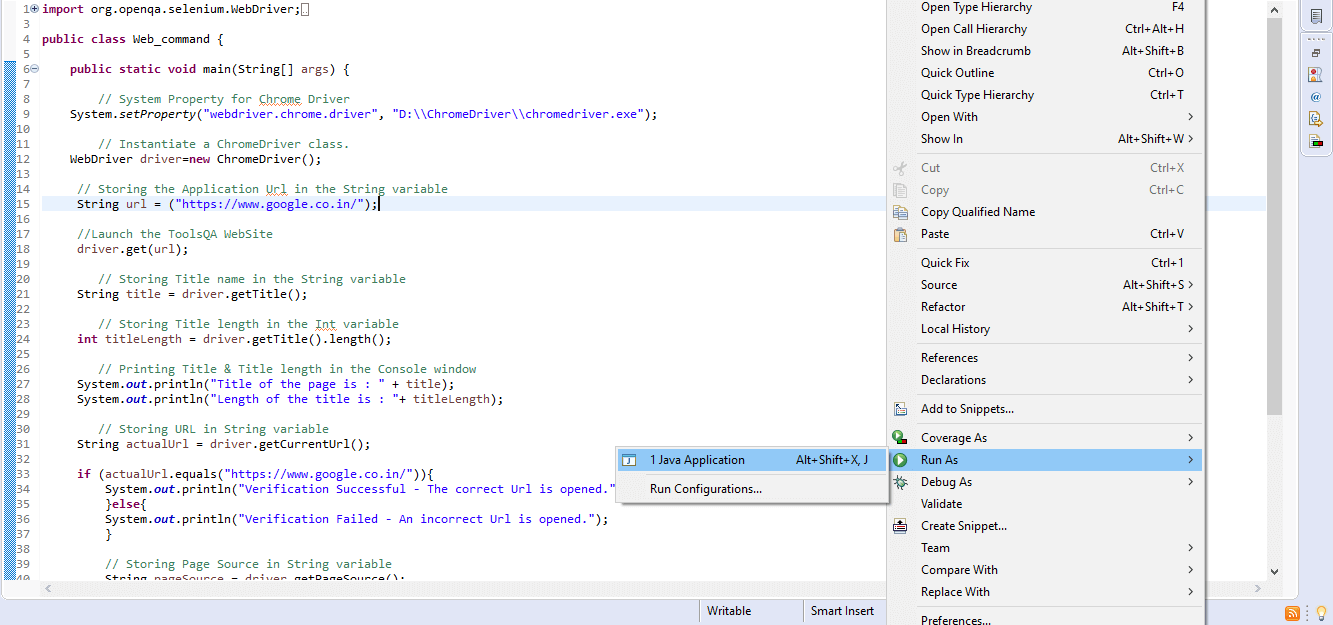 1 import org.openqa.selenium.WebDriver;
3
4 public class Web_command {
5
6 public static void main(String[] args) {
7
8 // System Property for Chrome Driver
9 System.setProperty("webdriver.chrome.driver", "D:\\ChromeDriver\\chromedriver.exe");
10
11 // Instantiate a ChromeDriver class.
12 WebDriver driver=new ChromeDriver();
13
14 // Storing the Application Url in the String variable
15 String url = ("https://www.google.co.in/");
16
17 //Launch the ToolsQA WebSite
18 driver.get(url);
19
20 // Storing Title name in the String variable
21 String title = driver.getTitle();
22
23 // Storing Title length in the Int variable
24 int titleLength = driver.getTitle().length();
25
26 // Printing Title & Title length in the Console window
27 System.out.println("Title of the page is : " + title);
28 System.out.println("Length of the title is : "+ titleLength);
29
30 // Storing URL in String variable
31 String actualUrl = driver.getCurrentUrl();
32
33 if (actualUrl.equals("https://www.google.co.in/")){
34 System.out.println("Verification Successful - The correct Url is opened."
35 }else{
36 System.out.println("Verification Failed - An incorrect Url is opened.");
37 }
38
39 // Storing Page Source in String variable
40 String pageSource = driver.getPageSource();
1 Java Application Alt+Shift+X, J
Run Configurations...
Open Type Hierarchy F4
Open Call Hierarchy Ctrl+Alt+H
Show in Breadcrumb Alt+Shift+B
Quick Outline Ctrl+O
Quick Type Hierarchy Ctrl+T
Open With
Show In Alt+Shift+W
Cut Ctrl+X
Copy Ctrl+C
Copy Qualified Name
Paste Ctrl+V
Quick Fix Ctrl+1
Source Alt+Shift+S
Refactor Alt+Shift+T
Local History
References
Declarations
Add to Snippets...
Coverage As
Run As
Debug As
Validate
Create Snippet...
Team
Compare With
Replace With
Preferences...
Writable Smart Insert